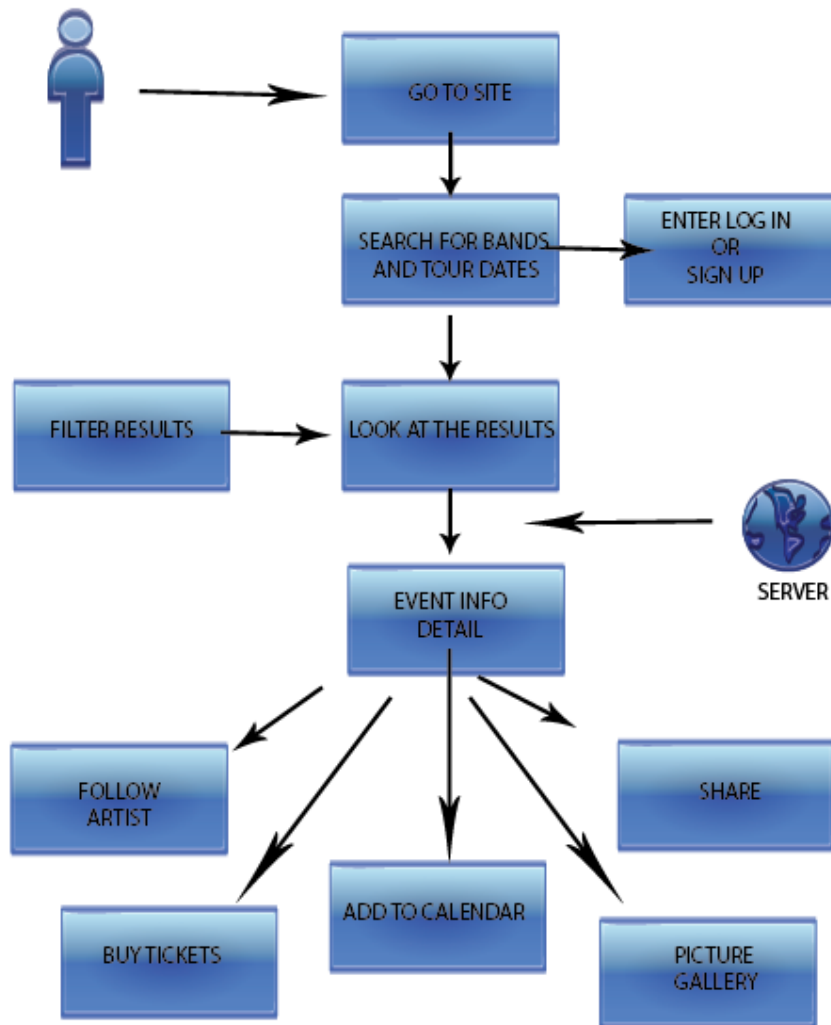 GO TO SITE
SEARCH FOR BANDS
AND TOUR DATES
ENTER LOG IN
OR
SIGN UP
FILTER RESULTS
LOOK AT THE RESULTS
SERVER
EVENT INFO
DETAIL
FOLLOW
ARTIST
SHARE
BUY TICKETS
ADD TO CALENDAR
PICTURE
GALLERY